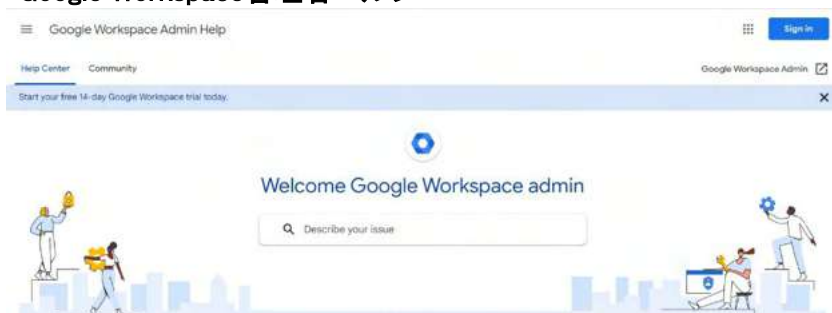 Google Workspace Admin Help
Sign in
Help Center Community
Google Workspace Admin
Start your free 14-day Google Workspace trial today.
Welcome Google Workspace admin
Describe your issue